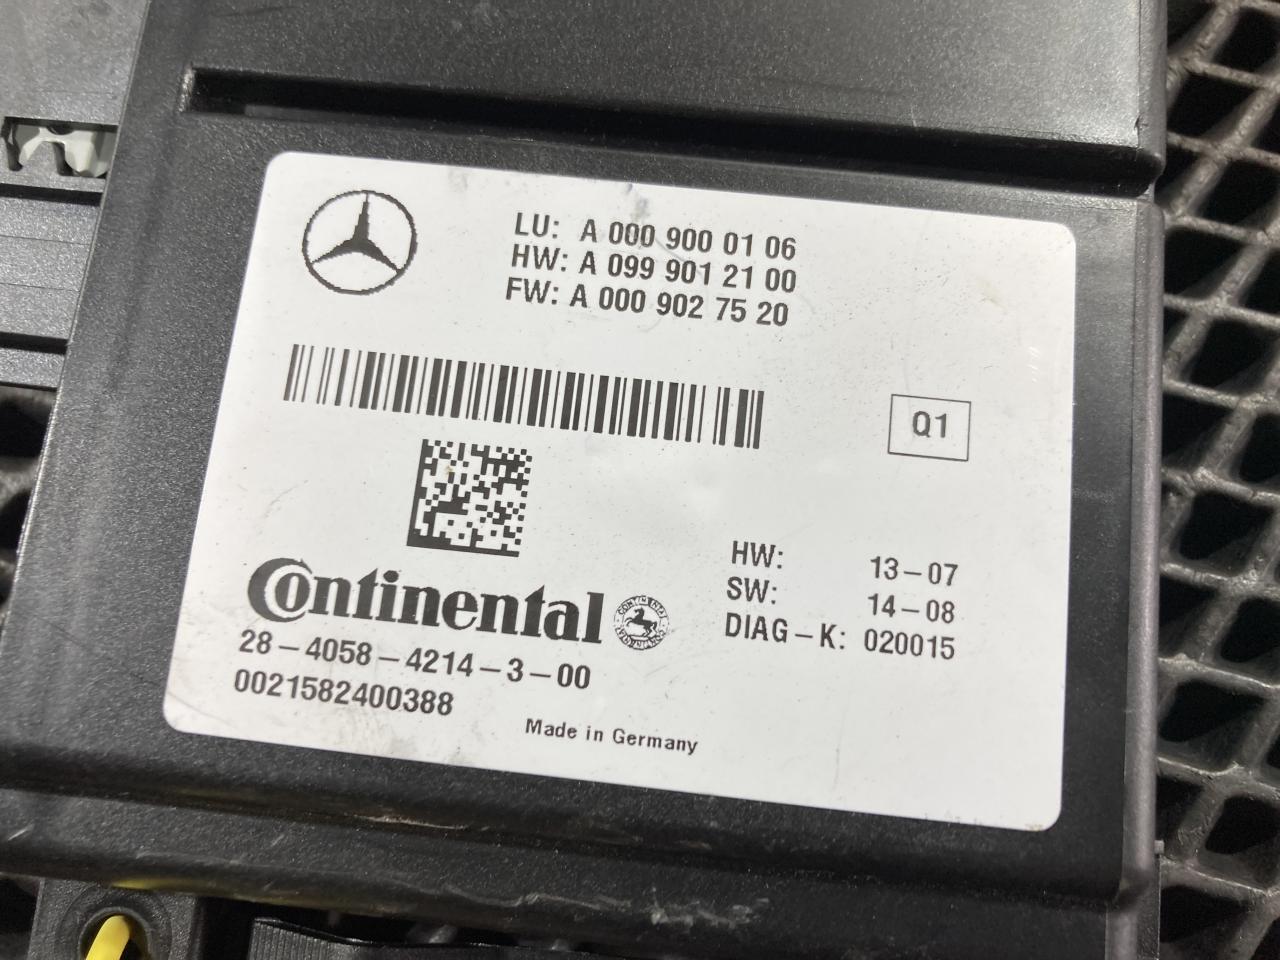 LU: A 000 900 01 06
HW: A 099 901 21 00
FW: A 000 902 75 20
Q1
HW: 13-07
SW: 14-08
DIAG-K: 020015
Continental
28-4058-4214-3-00
0021582400388
Made in Germany